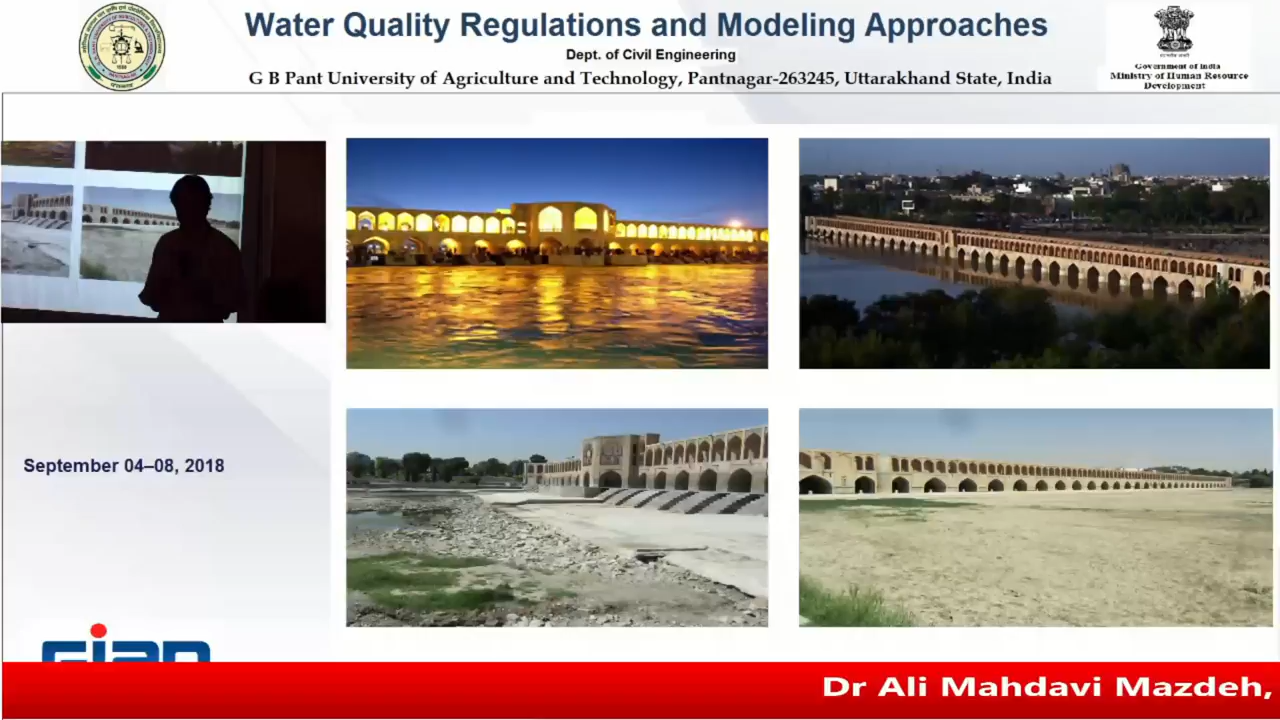 Water Quality Regulations and Modeling Approaches
Dept. of Civil Engineering
G B Pant University of Agriculture and Technology, Pantnagar-263245, Uttarakhand State, India
Government of India
Ministry of Human Resource
Development
September 04–08, 2018
GIAN
Dr Ali Mahdavi Mazdeh,